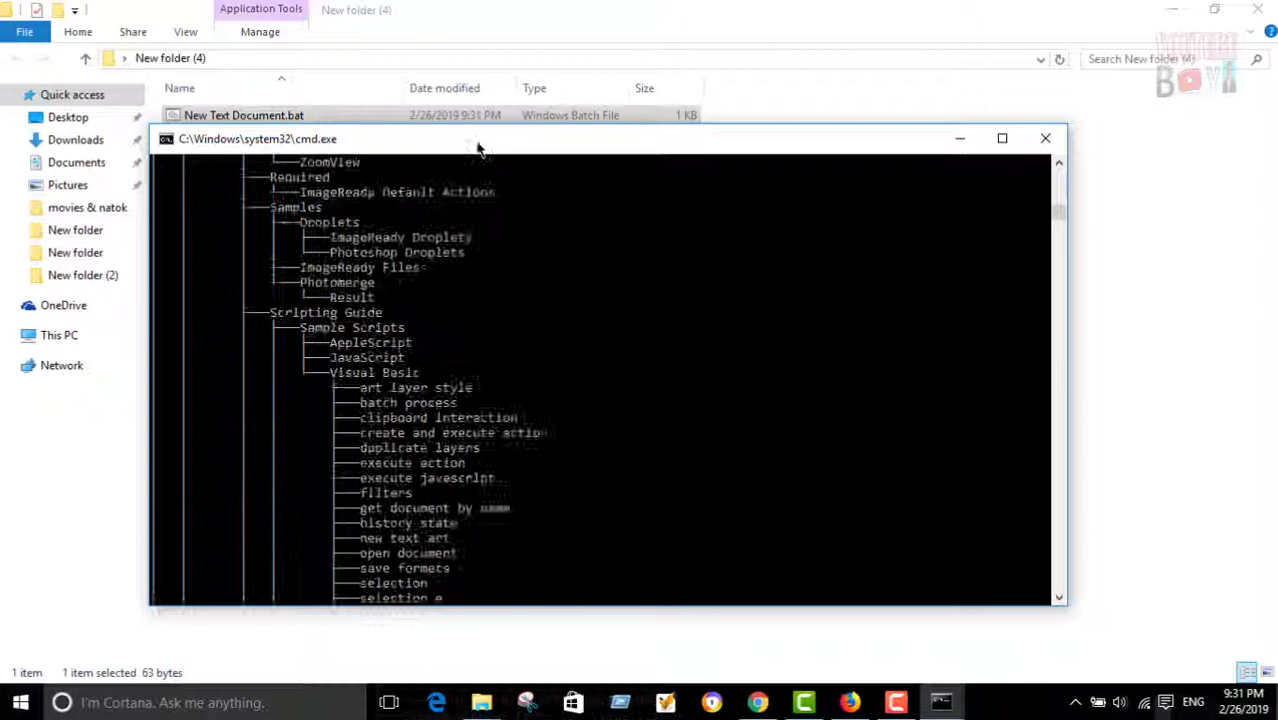 Application Tools
New folder (4)
File
Home
Share
View
Manage
New folder (4)
Search New folder (4)
Quick access
Name
Date modified
Type
Size
Desktop
New Text Document.bat
2/26/2019 9:31 PM
Windows Batch File
1 KB
Downloads
Documents
Pictures
movies & natok
New folder
New folder
New folder (2)
OneDrive
This PC
Network
C:\Windows\system32\cmd.exe
ZoomView
Required
ImageReady Default Actions
Samples
Droplets
ImageReady Droplets
Photoshop Droplets
ImageReady Files
Photomerge
Result
Scripting Guide
Sample Scripts
AppleScript
JavaScript
Visual Basic
art layer style
batch process
clipboard interaction
create and execute action
duplicate layers
execute action
execute javascript
filters
get document by
history state
new text art
open document
save formats
selection
selection
1 item
1 item selected 63 bytes
I'm Cortana. Ask me anything.
ENG
9:31 PM
2/26/2019